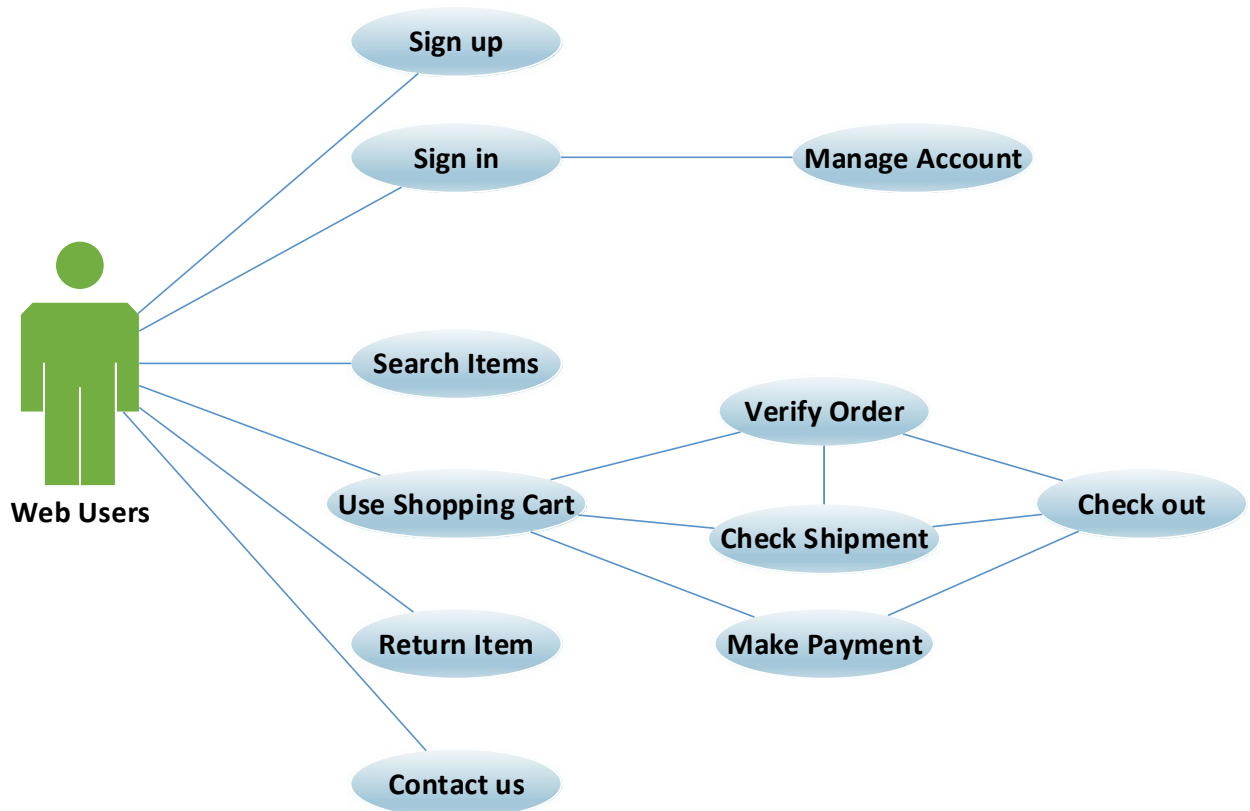 Sign up
Sign in
Manage Account
Search Items
Verify Order
Web Users
Use Shopping Cart
Check Shipment
Check out
Return Item
Make Payment
Contact us